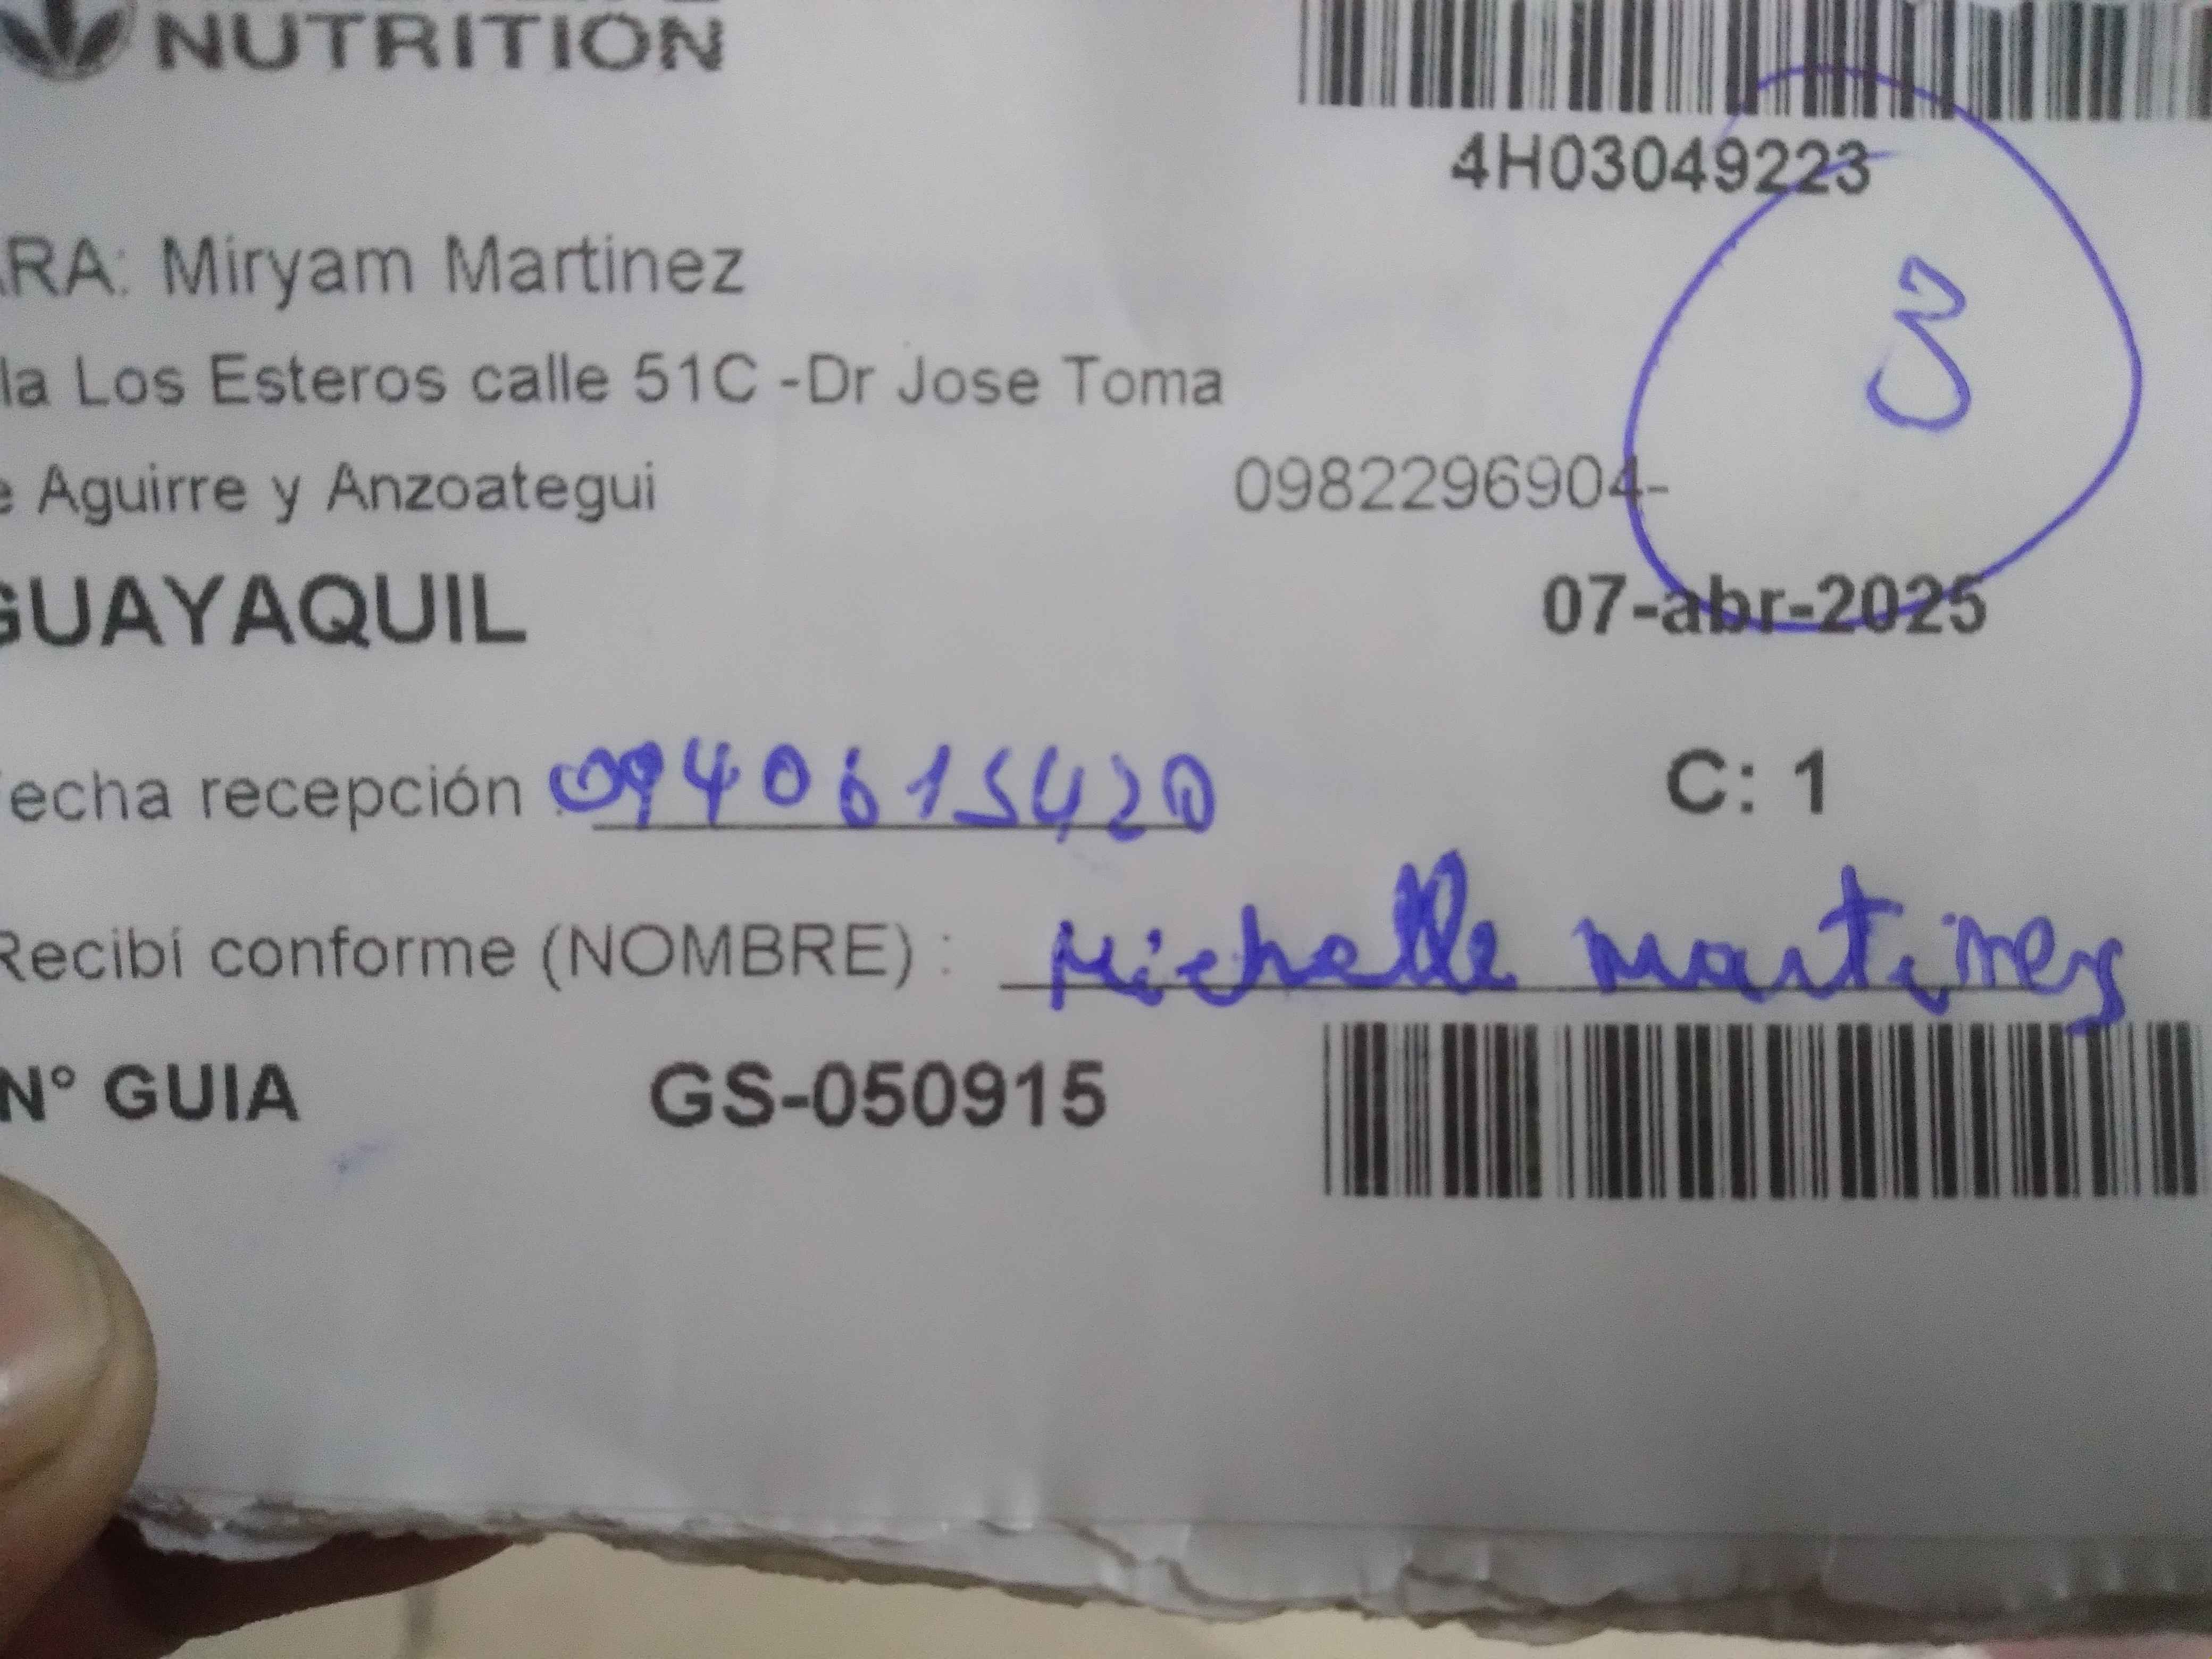 NUTRITION
4H03049223
3
RA: Miryam Martinez
la Los Esteros calle 51C -Dr Jose Toma
e Aguirre y Anzoategui 0982296904-
GUAYAQUIL 07-abr-2025
echa recepción 0940615420 C: 1
Recibí conforme (NOMBRE) : Michelle martinez
N° GUIA GS-050915